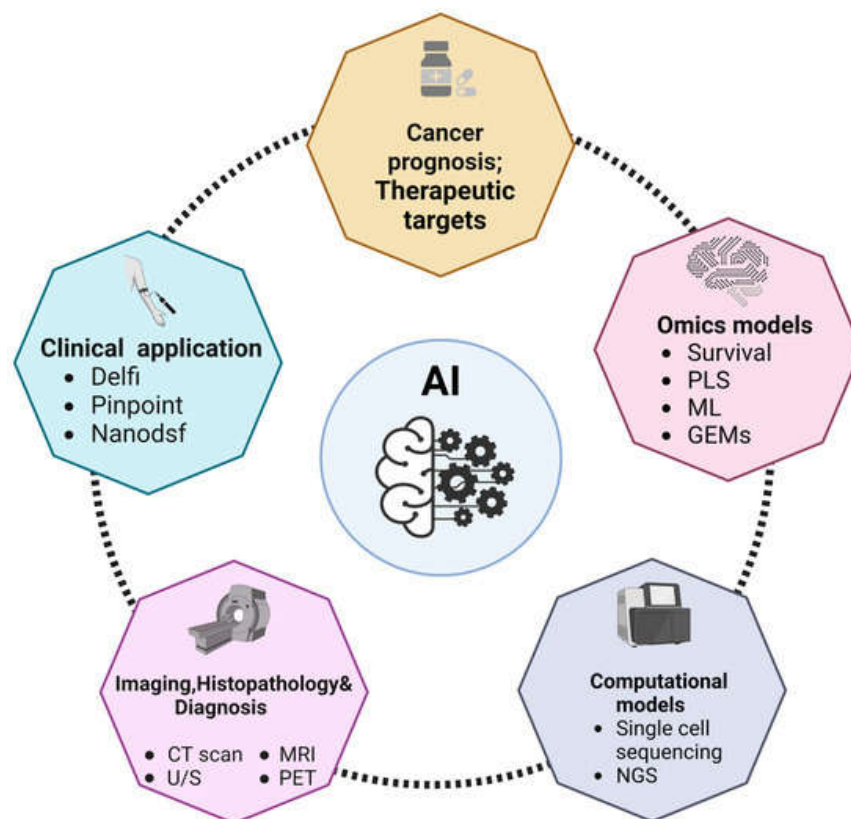 Cancer
prognosis;
Therapeutic
targets
Omics models
• Survival
• PLS
• ML
• GEMs
Clinical application
• Delfi
• Pinpoint
• Nanodsf
AI
Imaging,Histopathology&
Diagnosis
• CT scan • MRI
• U/S • PET
Computational
models
• Single cell
sequencing
• NGS